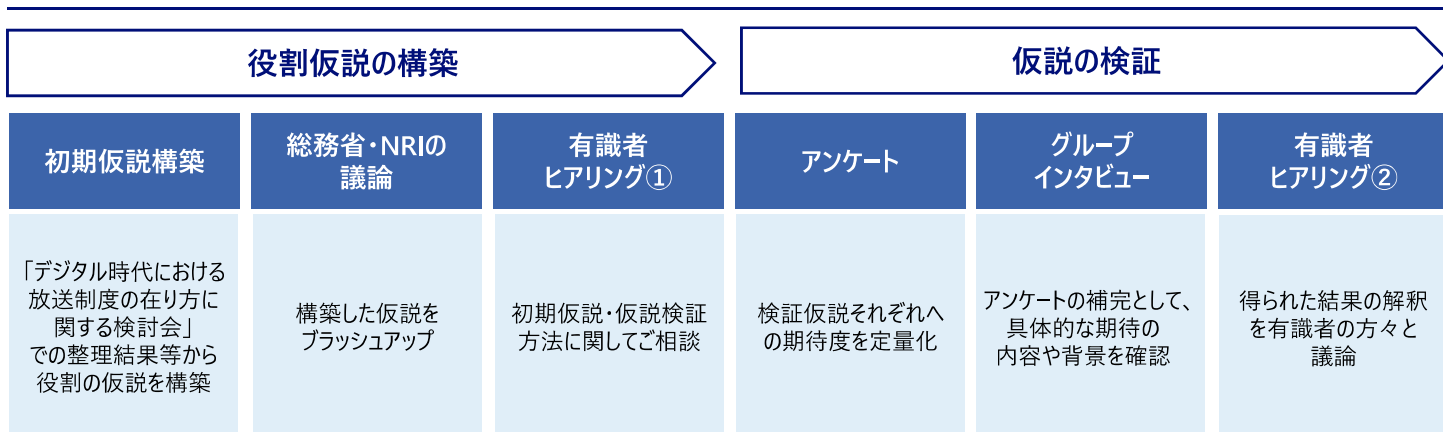 役割仮説の構築
仮説の検証
初期仮説構築
総務省・NRIの
議論
有識者
ヒアリング①
アンケート
グループ
インタビュー
有識者
ヒアリング②
「デジタル時代における
放送制度の在り方に
関する検討会」
での整理結果等から
役割の仮説を構築
構築した仮説を
ブラッシュアップ
初期仮説・仮説検証
方法に関してご相談
検証仮説それぞれへ
の期待度を定量化
アンケートの補完として、
具体的な期待の
内容や背景を確認
得られた結果の解釈
を有識者の方々と
議論